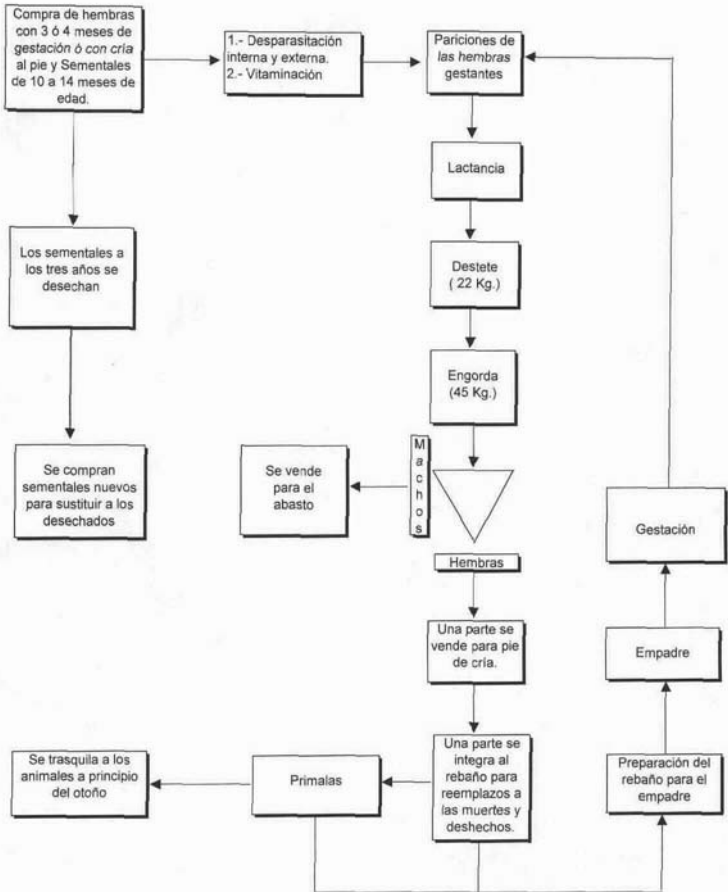 Compra de hembras
con 3 ó 4 meses de
gestación ò con cría
al pie y Sementales
de 10 a 14 meses de
edad.
1.- Desparasitación
interna y externa.
2.- Vitaminación
Pariciones de
las hembras
gestantes
Lactancia
Los sementales a
los tres años se
desechan
Destete
( 22 Kg.)
Engorda
(45 Kg.)
Se compran
sementales nuevos
para sustituir a los
desechados
Se vende
para el
abasto
Machos
Gestación
Hembras
Una parte se
vende para pie
de cría.
Empadre
Se trasquila a los
animales a principio
del otoño
Primalas
Una parte se
integra al
rebaño para
reemplazos a
las muertes y
deshechos.
Preparación del
rebaño para el
empadre